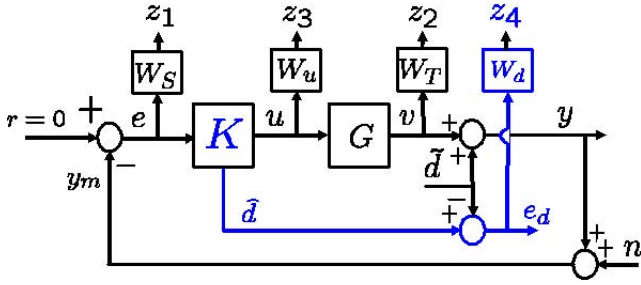 z₁ z₃ z₂ z₄
W_S W_u W_T W_d
r = 0 + e K u G v + y
−
+
y_m d̂ d̃
−
+ e_d
+
+ n